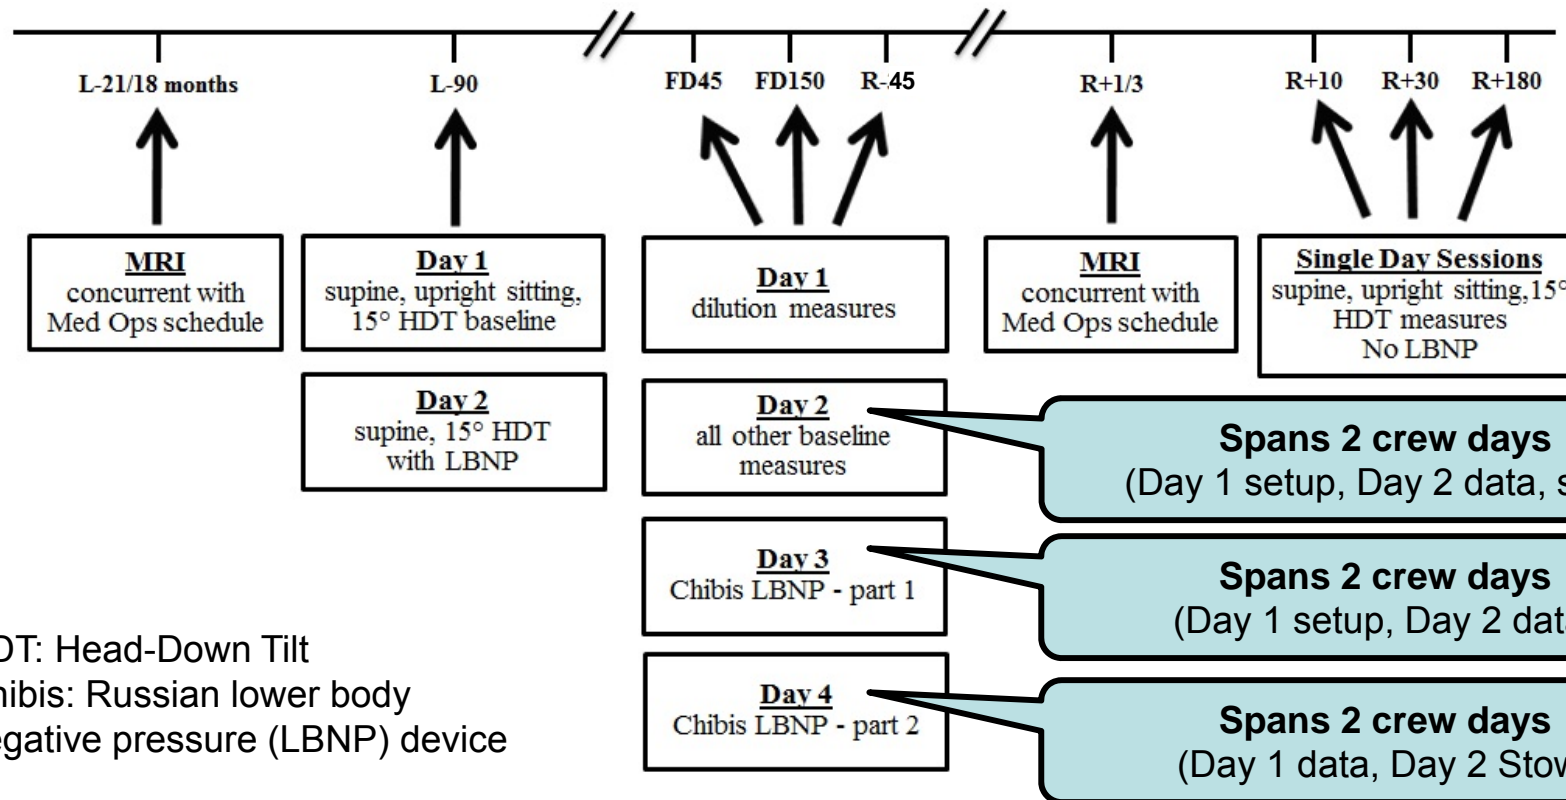 L-21/18 months
L-90
FD45
FD150
R-45
R+1/3
R+10
R+30
R+180
MRI
concurrent with
Med Ops schedule
Day 1
supine, upright sitting,
15° HDT baseline
Day 2
supine, 15° HDT
with LBNP
Day 1
dilution measures
Day 2
all other baseline
measures
Day 3
Chibis LBNP - part 1
Day 4
Chibis LBNP - part 2
MRI
concurrent with
Med Ops schedule
Single Day Sessions
supine, upright sitting,15°
HDT measures
No LBNP
Spans 2 crew days
(Day 1 setup, Day 2 data,
Spans 2 crew days
(Day 1 setup, Day 2
Spans 2 crew days
(Day 1 data, Day 2
DT: Head-Down Tilt
hibis: Russian lower body
egative pressure (LBNP) device